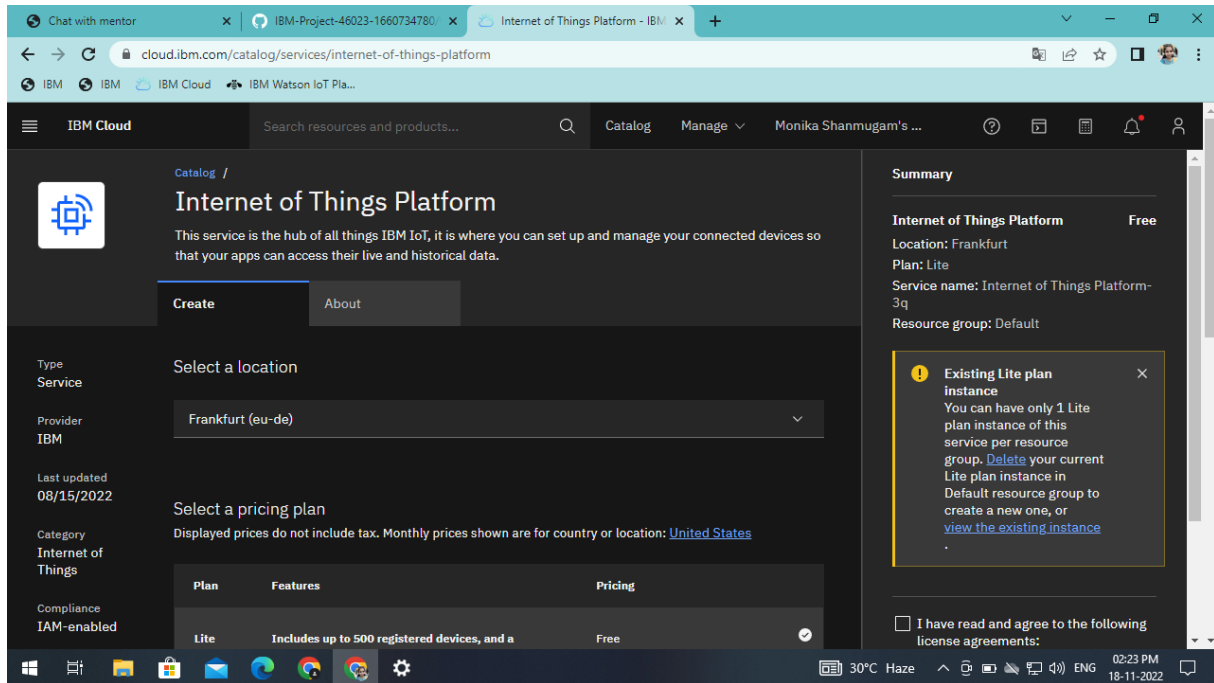 Chat with mentor
IBM-Project-46023-1660734780/
Internet of Things Platform - IBM
cloud.ibm.com/catalog/services/internet-of-things-platform
IBM IBM IBM Cloud IBM Watson IoT Pla...
IBM Cloud Search resources and products... Catalog Manage Monika Shanmugam's ...
Catalog /
Internet of Things Platform
This service is the hub of all things IBM IoT, it is where you can set up and manage your connected devices so
that your apps can access their live and historical data.
Create About
Type
Service
Provider
IBM
Last updated
08/15/2022
Category
Internet of
Things
Compliance
IAM-enabled
Select a location
Frankfurt (eu-de)
Select a pricing plan
Displayed prices do not include tax. Monthly prices shown are for country or location: United States
Plan Features Pricing
Lite Includes up to 500 registered devices, and a Free
Summary
Internet of Things Platform Free
Location: Frankfurt
Plan: Lite
Service name: Internet of Things Platform-
3q
Resource group: Default
Existing Lite plan
instance
You can have only 1 Lite
plan instance of this
service per resource
group. Delete your current
Lite plan instance in
Default resource group to
create a new one, or
view the existing instance
.
I have read and agree to the following
license agreements:
30°C Haze ENG 02:23 PM
18-11-2022